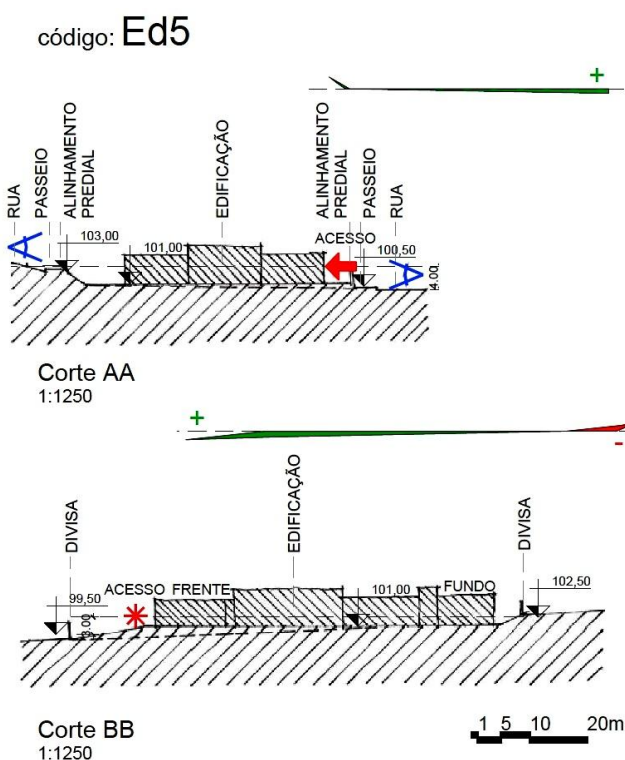 código: Ed5
+
RUA
PASSEIO
ALINHAMENTO
PREDIAL
EDIFICAÇÃO
ALINHAMENTO
PREDIAL
PASSEIO
RUA
ACESSO
103,00
101,00
100,50
4.00
A
A
Corte AA
1:1250
+
-
DIVISA
EDIFICAÇÃO
DIVISA
ACESSO FRENTE
FUNDO
99,50
101,00
102,50
3.00
Corte BB
1:1250
1 5 10 20m